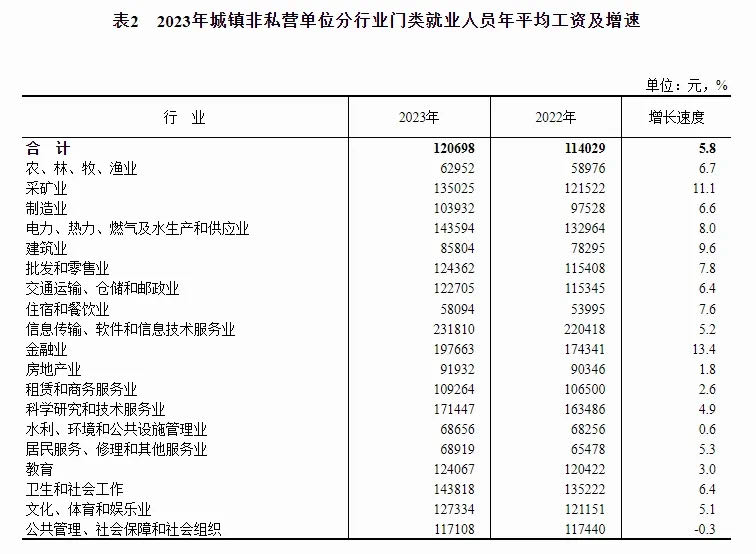 表2 2023年城镇非私营单位分行业门类就业人员年平均工资及增速
单位：元，%
行 业 2023年 2022年 增长速度
合 计 120698 114029 5.8
农、林、牧、渔业 62952 58976 6.7
采矿业 135025 121522 11.1
制造业 103932 97528 6.6
电力、热力、燃气及水生产和供应业 143594 132964 8.0
建筑业 85804 78295 9.6
批发和零售业 124362 115408 7.8
交通运输、仓储和邮政业 122705 115345 6.4
住宿和餐饮业 58094 53995 7.6
信息传输、软件和信息技术服务业 231810 220418 5.2
金融业 197663 174341 13.4
房地产业 91932 90346 1.8
租赁和商务服务业 109264 106500 2.6
科学研究和技术服务业 171447 163486 4.9
水利、环境和公共设施管理业 68656 68256 0.6
居民服务、修理和其他服务业 68919 65478 5.3
教育 124067 120422 3.0
卫生和社会工作 143818 135222 6.4
文化、体育和娱乐业 127334 121151 5.1
公共管理、社会保障和社会组织 117108 117440 -0.3